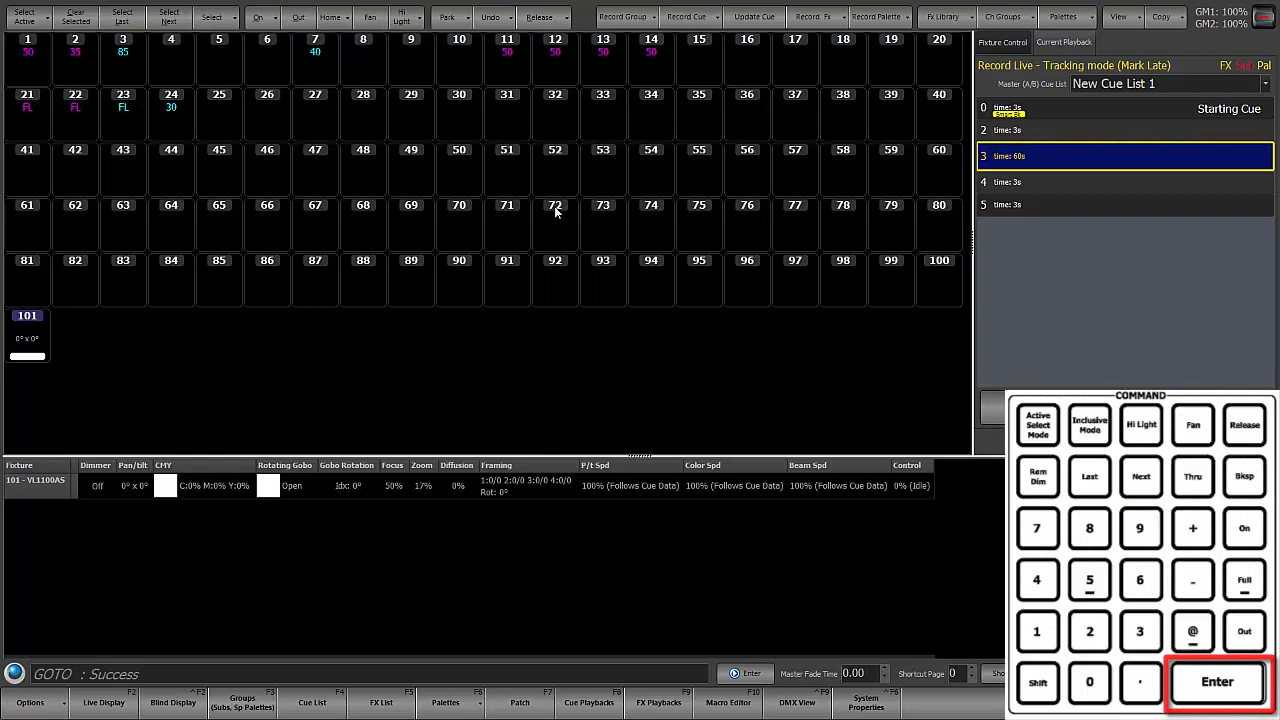 Select Active
Clear Selected
Select Last
Select Next
Select
On
Out
Home
Fan
Hi Light
Park
Undo
Release
Record Group
Record Cue
Update Cue
Record Fx
Record Palette
Fx Library
Ch Groups
Palettes
View
Copy
GM1: 100%
GM2: 100%
1 2 3 4 5 6 7 8 9 10 11 12 13 14 15 16 17 18 19 20
50 35 85 40 50 50 50 50
21 22 23 24 25 26 27 28 29 30 31 32 33 34 35 36 37 38 39 40
FL FL FL 30
41 42 43 44 45 46 47 48 49 50 51 52 53 54 55 56 57 58 59 60
61 62 63 64 65 66 67 68 69 70 71 72 73 74 75 76 77 78 79 80
81 82 83 84 85 86 87 88 89 90 91 92 93 94 95 96 97 98 99 100
101
0° x 0°
Fixture Control
Current Playback
Record Live - Tracking mode (Mark Late) FX Sub Pal
Master (A/B) Cue List New Cue List 1
0 time: 3s Starting Cue
2 time: 3s
3 time: 60s
4 time: 3s
5 time: 3s
Fixture Dimmer Pan/tilt CMY Rotating Gobo Gobo Rotation Focus Zoom Diffusion Framing P/t Spd Color Spd Beam Spd Control
101 - VL1100AS Off 0° x 0° C:0% M:0% Y:0% Open Idx: 0° 50% 17% 0% 1:0/0 2:0/0 3:0/0 4:0/0 100% (Follows Cue Data) 100% (Follows Cue Data) 100% (Follows Cue Data) 0% (Idle)
Rot: 0°
COMMAND
Active Select Mode
Inclusive Mode
Hi Light
Fan
Release
Rem Dim
Last
Next
Thru
Bksp
7 8 9 + On
4 5 6 - Full
1 2 3 @ Out
Shift 0 . Enter
GOTO : Success
Enter
Master Fade Time 0.00
Shortcut Page 0
Sho
Options
F2 Live Display
^F2 Blind Display
F3 Groups (Subs, Sp Palettes)
F4 Cue List
F5 FX List
F6 Palettes
F7 Patch
F8 Cue Playbacks
F9 FX Playbacks
F10 Macro Editor
^F9 DMX View
^F6 System Properties